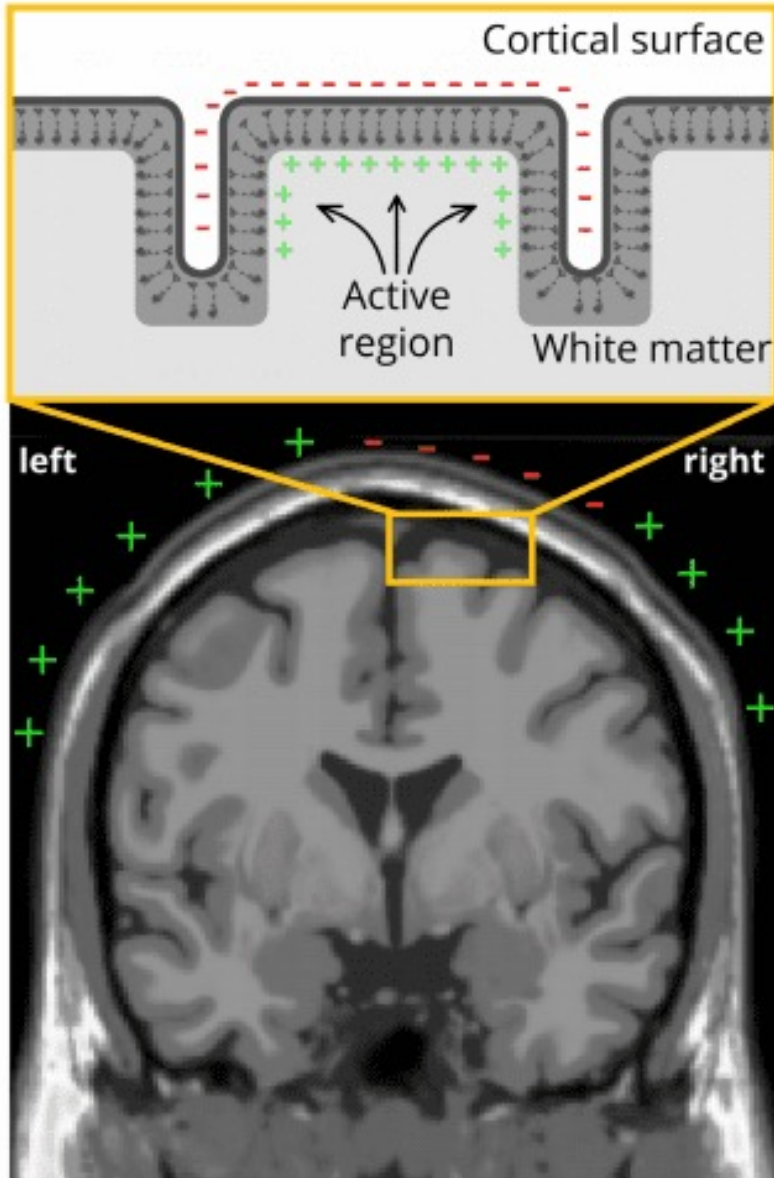 Cortical surface
Active
region
White matter
left
right